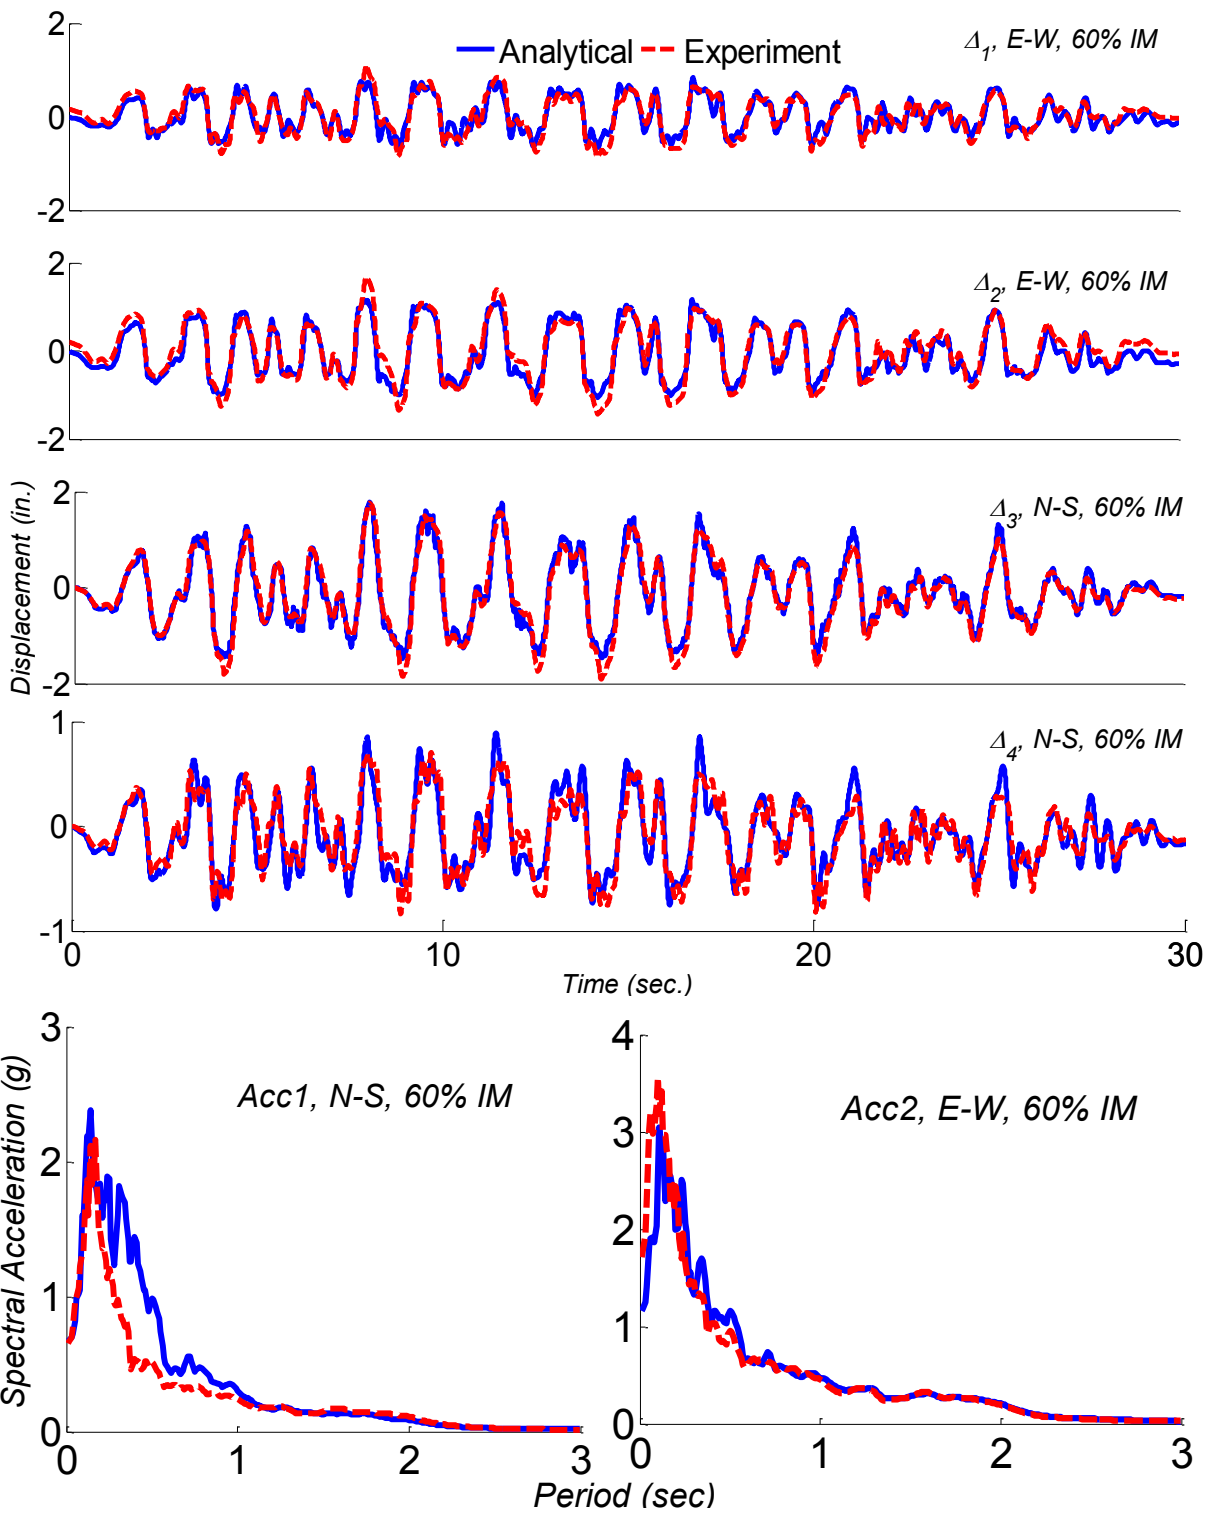 2
Analytical
Experiment
Δ1, E-W, 60% IM
0
-2
2
Δ2, E-W, 60% IM
0
-2
Displacement (in.)
2
Δ3, N-S, 60% IM
0
-2
1
Δ4, N-S, 60% IM
0
-1
0 10 20 30
Time (sec.)
Spectral Acceleration (g)
3
Acc1, N-S, 60% IM
2
1
0
0 1 2 3
4
Acc2, E-W, 60% IM
3
2
1
0
0 1 2 3
Period (sec)